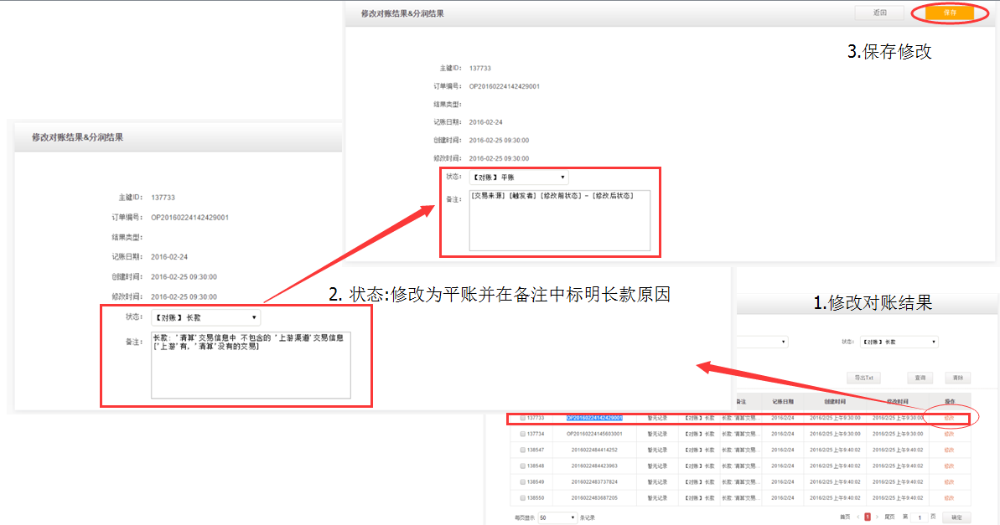 修改对账结果&分润结果
返回
保存
3.保存修改
主键ID: 137733
订单编号: OP20160224142429001
结果类型:
记账日期: 2016-02-24
创建时间: 2016-02-25 09:30:00
修改时间: 2016-02-25 09:30:00
状态: 【对账】平账
备注: [交易来源] [触发者] [修改前状态] - [修改后状态]
修改对账结果&分润结果
主键ID: 137733
订单编号: OP20160224142429001
结果类型:
记账日期: 2016-02-24
创建时间: 2016-02-25 09:30:00
修改时间: 2016-02-25 09:30:00
状态: 【对账】长款
备注: 长款: '清算'交易信息中 不包含的 '上游渠道'交易信息
['上游'有, '清算'没有的交易]
2. 状态:修改为平账并在备注中标明长款原因
1.修改对账结果
状态: 【对账】长款
导出Txt 查询 清除
备注 记账日期 创建时间 修改时间 操作
137733 OP20160224142429001 暂无记录 【对账】长款 长款:'清算'交易... 2016/2/24 2016/2/25 上午9:30:00 2016/2/25 上午9:30:00 修改
137734 OP20160224145603001 暂无记录 【对账】长款 长款:'清算'交易... 2016/2/24 2016/2/25 上午9:30:00 2016/2/25 上午9:30:00 修改
138547 2016022484414252 暂无记录 【对账】长款 长款:'清算'交易... 2016/2/24 2016/2/25 上午9:40:02 2016/2/25 上午9:40:02 修改
138548 2016022484423963 暂无记录 【对账】长款 长款:'清算'交易... 2016/2/24 2016/2/25 上午9:40:02 2016/2/25 上午9:40:02 修改
138549 2016022483737824 暂无记录 【对账】长款 长款:'清算'交易... 2016/2/24 2016/2/25 上午9:40:02 2016/2/25 上午9:40:02 修改
138550 2016022483687205 暂无记录 【对账】长款 长款:'清算'交易... 2016/2/24 2016/2/25 上午9:40:02 2016/2/25 上午9:40:02 修改
每页显示 50 条记录 首页 ‹ 1 › 尾页 第 1 页 确定